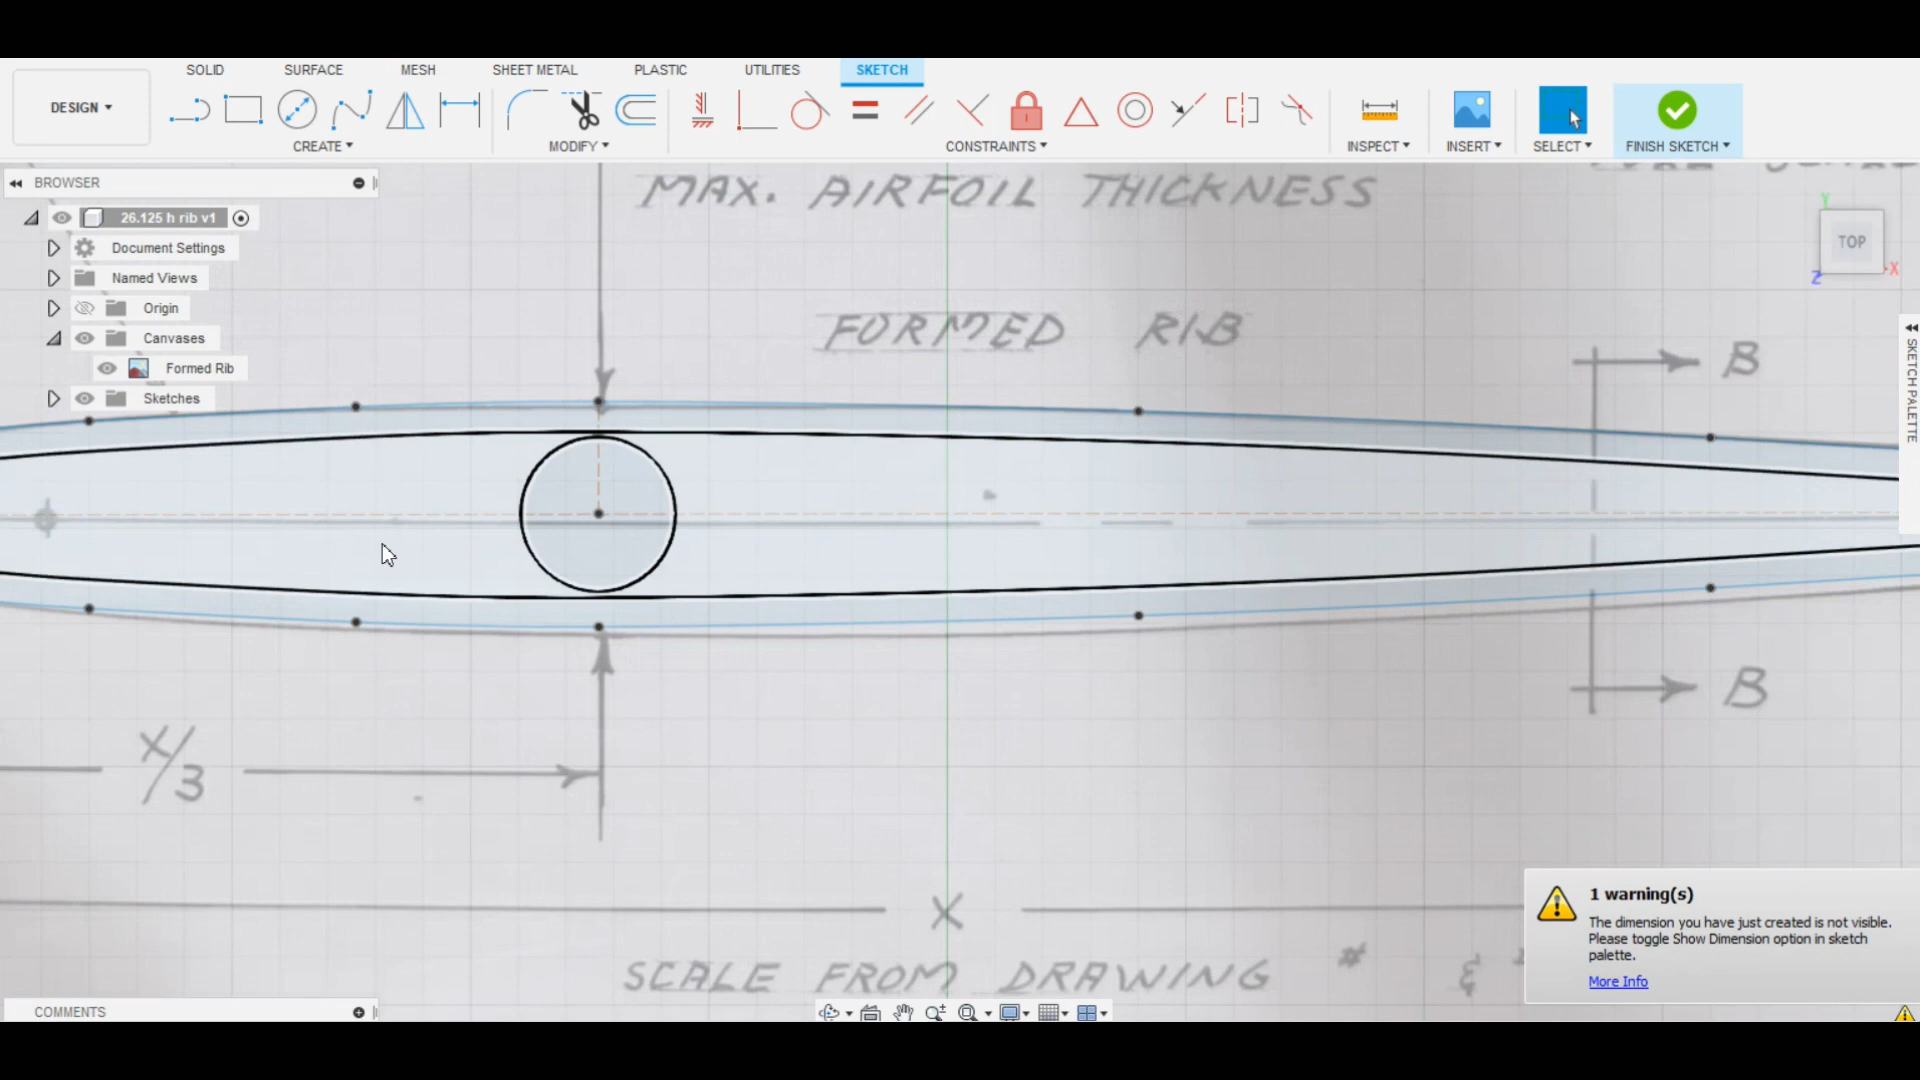 SOLID SURFACE MESH SHEET METAL PLASTIC UTILITIES SKETCH
DESIGN
CREATE MODIFY CONSTRAINTS INSPECT INSERT SELECT FINISH SKETCH
BROWSER
26.125 h rib v1
Document Settings
Named Views
Origin
Canvases
Formed Rib
Sketches
MAX. AIRFOIL THICKNESS
FORMED RIB
B
B
X/3
X
SCALE FROM DRAWING # &
Y
TOP
X
Z
SKETCH PALETTE
1 warning(s)
The dimension you have just created is not visible.
Please toggle Show Dimension option in sketch
palette.
More Info
COMMENTS